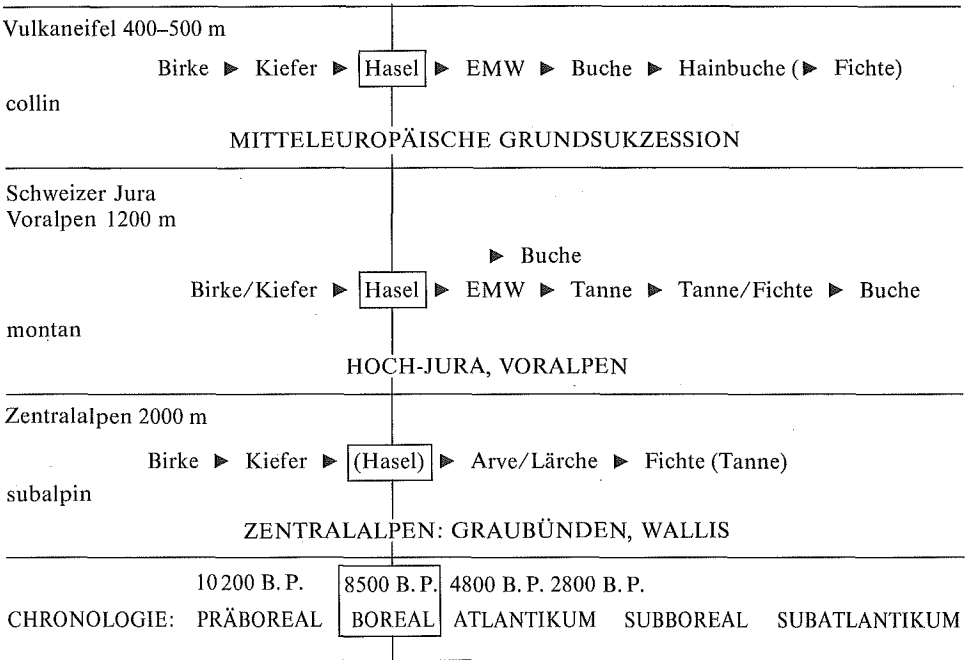 Vulkaneifel 400–500 m
Birke ▶ Kiefer ▶ Hasel ▶ EMW ▶ Buche ▶ Hainbuche (▶ Fichte)
collin
MITTELEUROPÄISCHE GRUNDSUKZESSION
Schweizer Jura
Voralpen 1200 m
▶ Buche
Birke/Kiefer ▶ Hasel ▶ EMW ▶ Tanne ▶ Tanne/Fichte ▶ Buche
montan
HOCH-JURA, VORALPEN
Zentralalpen 2000 m
Birke ▶ Kiefer ▶ (Hasel) ▶ Arve/Lärche ▶ Fichte (Tanne)
subalpin
ZENTRALALPEN: GRAUBÜNDEN, WALLIS
10200 B.P. 8500 B.P. 4800 B.P. 2800 B.P.
CHRONOLOGIE: PRÄBOREAL BOREAL ATLANTIKUM SUBBOREAL SUBATLANTIKUM